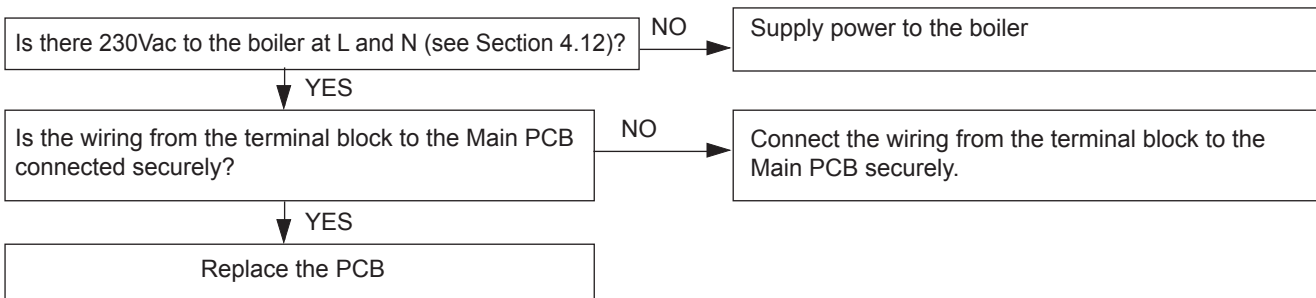 Is there 230Vac to the boiler at L and N (see Section 4.12)?
NO
Supply power to the boiler
YES
Is the wiring from the terminal block to the Main PCB
connected securely?
NO
Connect the wiring from the terminal block to the
Main PCB securely.
YES
Replace the PCB